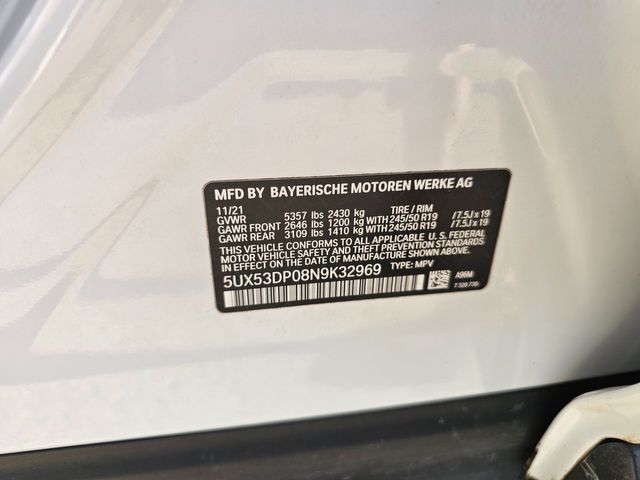 MFD BY BAYERISCHE MOTOREN WERKE AG
11/21 TIRE / RIM
GVWR 5357 lbs 2430 kg
GAWR FRONT 2646 lbs 1200 kg WITH 245/50 R19 /7.5J x 19
GAWR REAR 3109 lbs 1410 kg WITH 245/50 R19 /7.5J x 19
THIS VEHICLE CONFORMS TO ALL APPLICABLE U. S. FEDERAL
MOTOR VEHICLE SAFETY AND THEFT PREVENTION STANDARDS
IN EFFECT ON THE DATE OF MANUFACTURE SHOWN ABOVE.
5UX53DP08N9K32969 TYPE: MPV
A96M